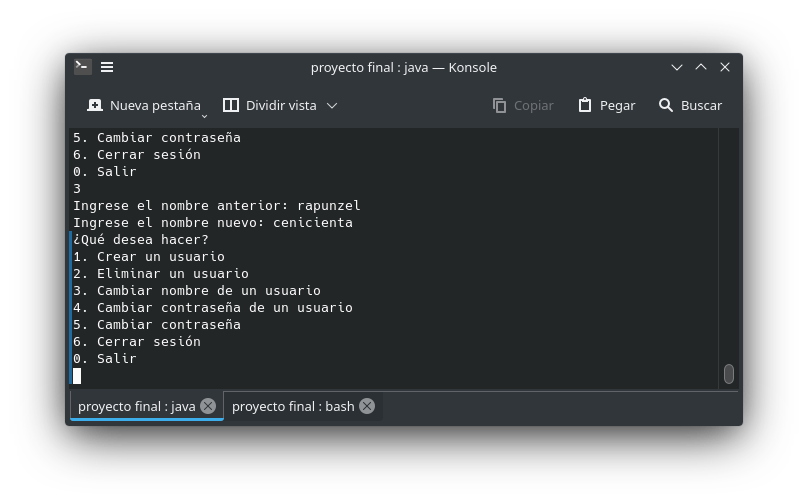 proyecto final : java — Konsole
Nueva pestaña
Dividir vista
Copiar
Pegar
Buscar
5. Cambiar contraseña
6. Cerrar sesión
0. Salir
3
Ingrese el nombre anterior: rapunzel
Ingrese el nombre nuevo: cenicienta
¿Qué desea hacer?
1. Crear un usuario
2. Eliminar un usuario
3. Cambiar nombre de un usuario
4. Cambiar contraseña de un usuario
5. Cambiar contraseña
6. Cerrar sesión
0. Salir
proyecto final : java
proyecto final : bash